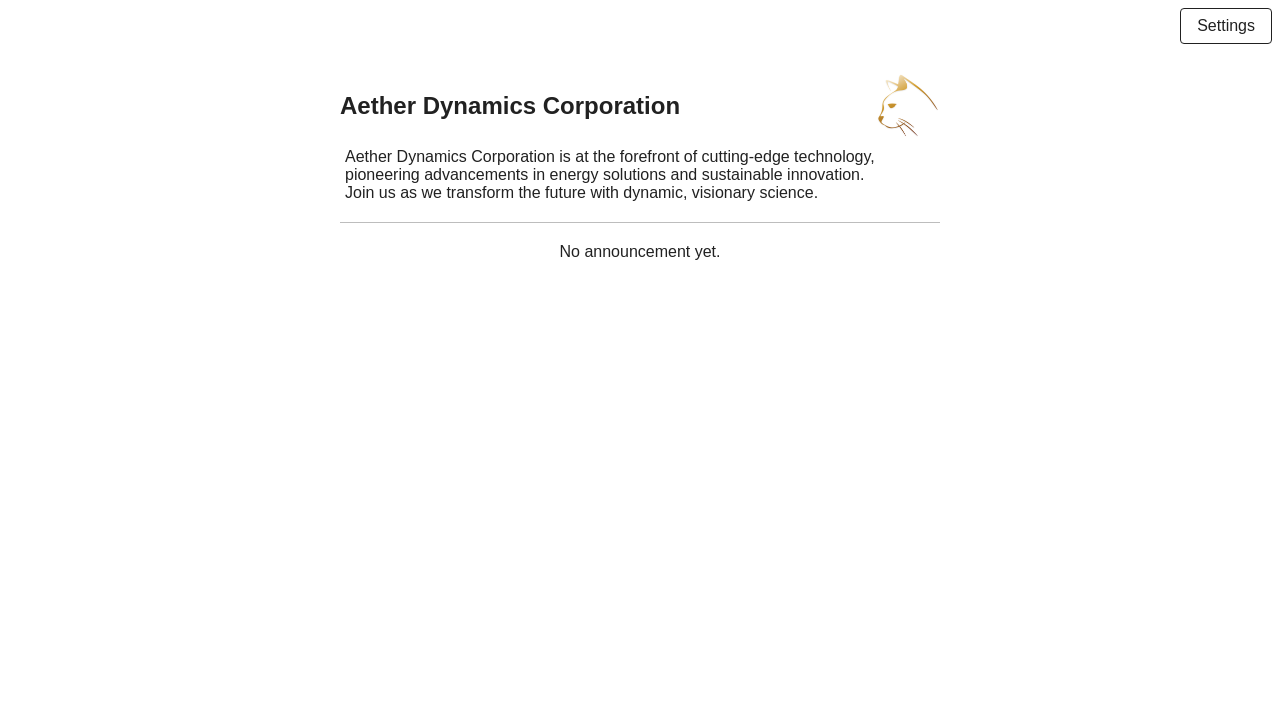 Settings
Aether Dynamics Corporation
Aether Dynamics Corporation is at the forefront of cutting-edge technology,
pioneering advancements in energy solutions and sustainable innovation.
Join us as we transform the future with dynamic, visionary science.
No announcement yet.